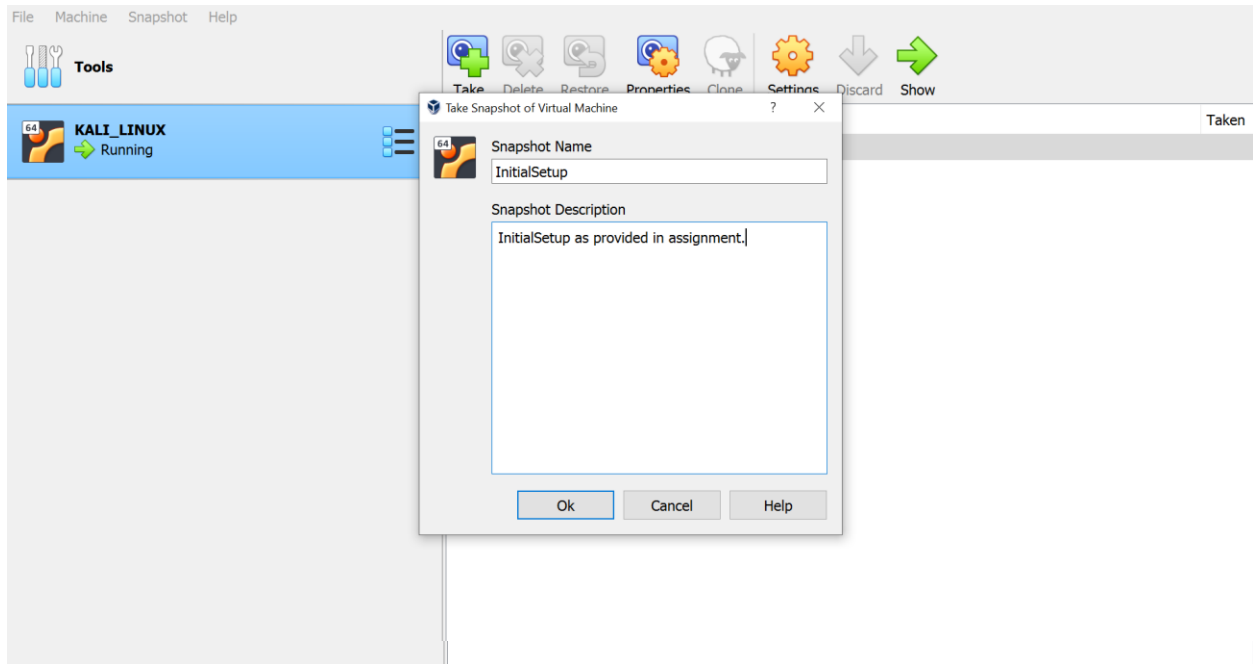 File Machine Snapshot Help
Tools
Take Delete Restore Properties Clone Settings Discard Show
Take Snapshot of Virtual Machine ? ×
Taken
64
KALI_LINUX
Running
64
Snapshot Name
InitialSetup
Snapshot Description
InitialSetup as provided in assignment.
Ok Cancel Help